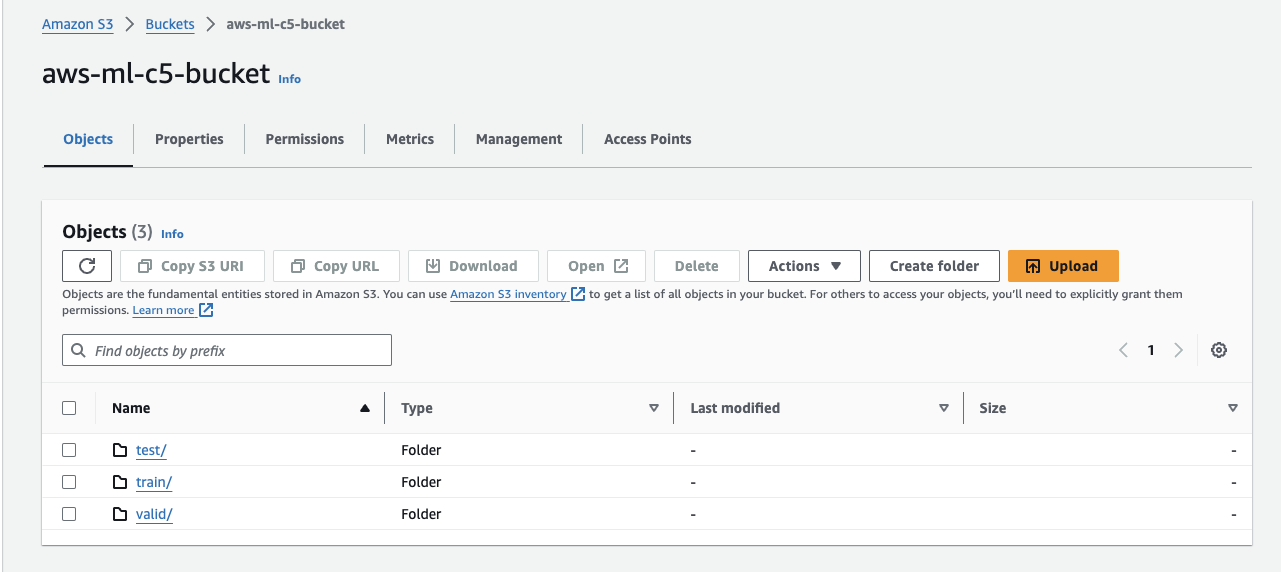 Amazon S3 > Buckets > aws-ml-c5-bucket
aws-ml-c5-bucket Info
Objects Properties Permissions Metrics Management Access Points
Objects (3) Info
Copy S3 URI Copy URL Download Open Delete Actions Create folder Upload
Objects are the fundamental entities stored in Amazon S3. You can use Amazon S3 inventory to get a list of all objects in your bucket. For others to access your objects, you'll need to explicitly grant them
permissions. Learn more
Find objects by prefix 1
Name Type Last modified Size
test/ Folder - -
train/ Folder - -
valid/ Folder - -